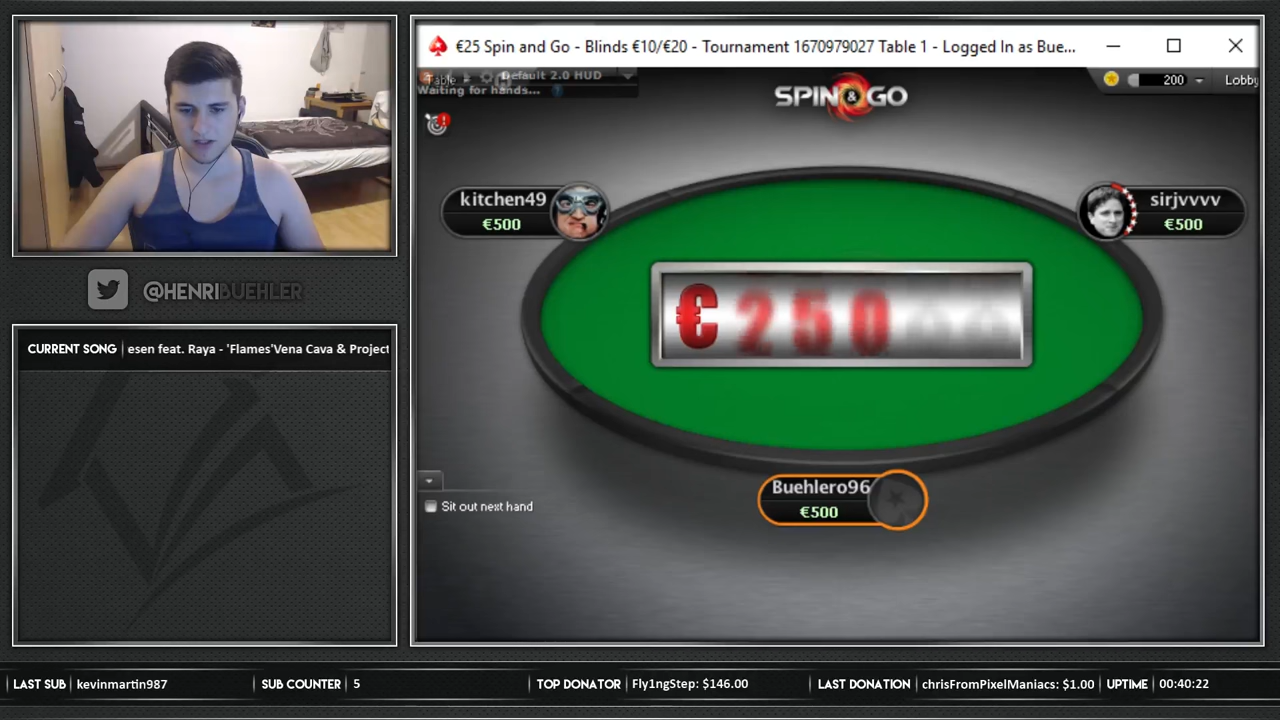 €25 Spin and Go - Blinds €10/€20 - Tournament 1670979027 Table 1 - Logged In as Bue...
Table
Default 2.0 HUD
Waiting for hands...
SPIN&GO
200
Lobby
kitchen49
€500
sirjvvvv
€500
€ 250
@HENRIBUEHLER
CURRENT SONG
esen feat. Raya - 'Flames'Vena Cava & Project
Buehlero96
€500
Sit out next hand
LAST SUB kevinmartin987
SUB COUNTER 5
TOP DONATOR Fly1ngStep: $146.00
LAST DONATION chrisFromPixelManiacs: $1.00
UPTIME 00:40:22